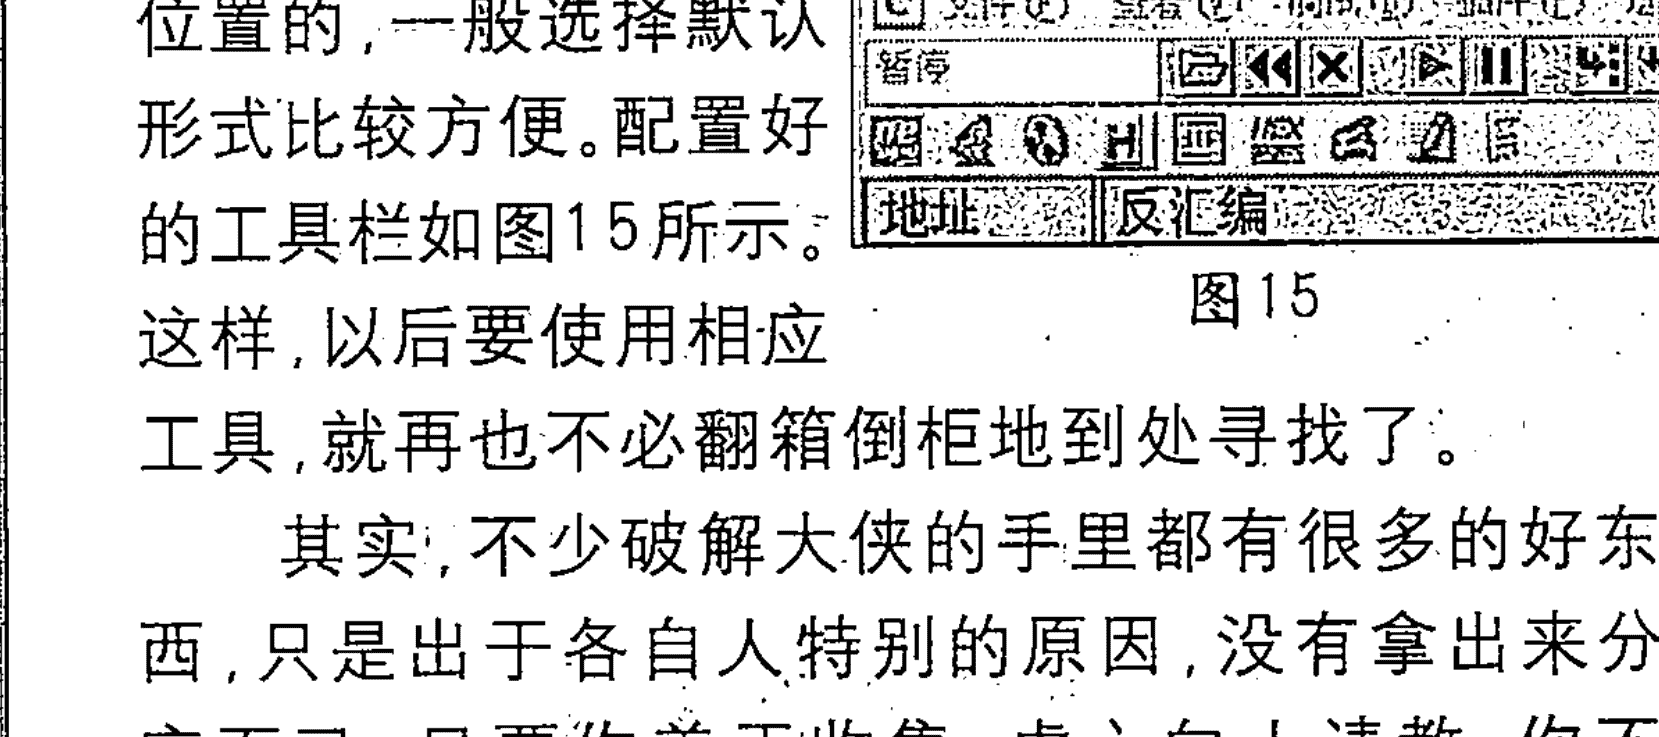 位置的,一般选择默认
形式比较方便。配置好
的工具栏如图15所示。
这样,以后要使用相应
工具,就再也不必翻箱倒柜地到处寻找了。
其实,不少破解大侠的手里都有很多的好东
西,只是出于各自人特别的原因,没有拿出来分
暂停
地址 反汇编
图15